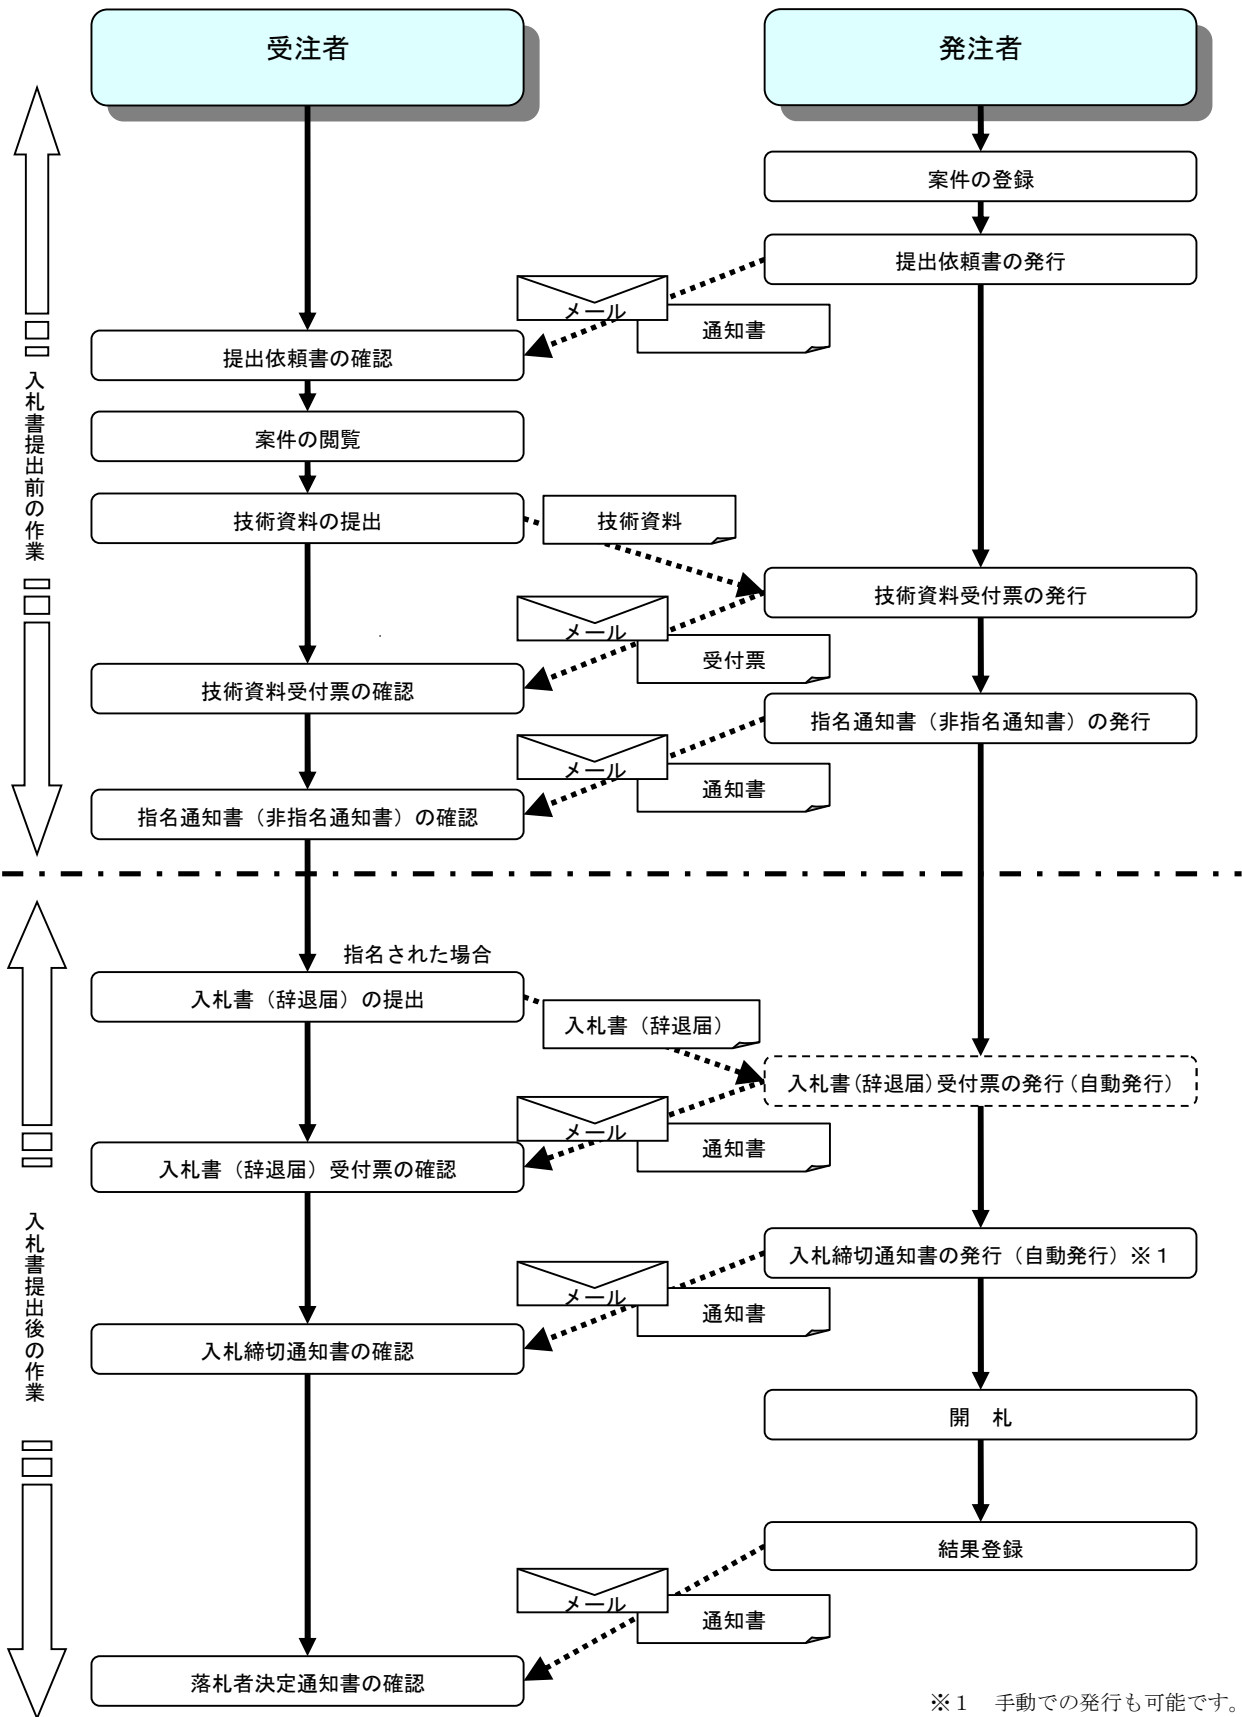 受注者
発注者
案件の登録
提出依頼書の発行
メール
通知書
提出依頼書の確認
案件の閲覧
技術資料の提出
技術資料
入札書提出前の作業
技術資料受付票の発行
メール
受付票
技術資料受付票の確認
指名通知書（非指名通知書）の発行
メール
通知書
指名通知書（非指名通知書）の確認
指名された場合
入札書（辞退届）の提出
入札書（辞退届）
入札書(辞退届)受付票の発行(自動発行)
メール
通知書
入札書（辞退届）受付票の確認
入札書提出後の作業
入札締切通知書の発行（自動発行）※１
メール
通知書
入札締切通知書の確認
開　札
結果登録
メール
通知書
落札者決定通知書の確認
※１　手動での発行も可能です。